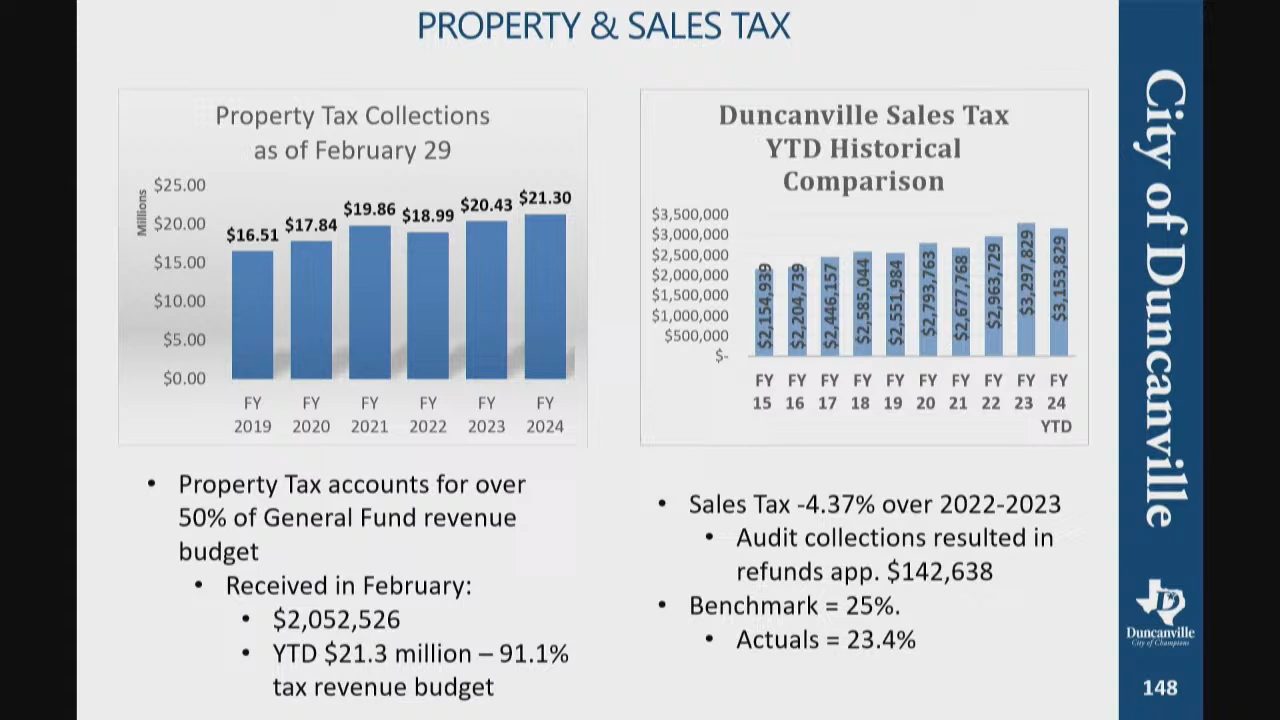 PROPERTY & SALES TAX
Property Tax Collections
as of February 29
Millions
$25.00
$20.00
$15.00
$10.00
$5.00
$0.00
$16.51
$17.84
$19.86
$18.99
$20.43
$21.30
FY 2019
FY 2020
FY 2021
FY 2022
FY 2023
FY 2024
• Property Tax accounts for over
50% of General Fund revenue
budget
• Received in February:
• $2,052,526
• YTD $21.3 million – 91.1%
tax revenue budget
Duncanville Sales Tax
YTD Historical
Comparison
$3,500,000
$3,000,000
$2,500,000
$2,000,000
$1,500,000
$1,000,000
$500,000
$-
$2,154,939
$2,204,739
$2,446,157
$2,585,044
$2,551,984
$2,793,763
$2,677,768
$2,963,729
$3,297,829
$3,153,829
FY 15
FY 16
FY 17
FY 18
FY 19
FY 20
FY 21
FY 22
FY 23
FY 24 YTD
• Sales Tax -4.37% over 2022-2023
• Audit collections resulted in
refunds app. $142,638
• Benchmark = 25%.
• Actuals = 23.4%
City of Duncanville
D
Duncanville
City of Champions
148